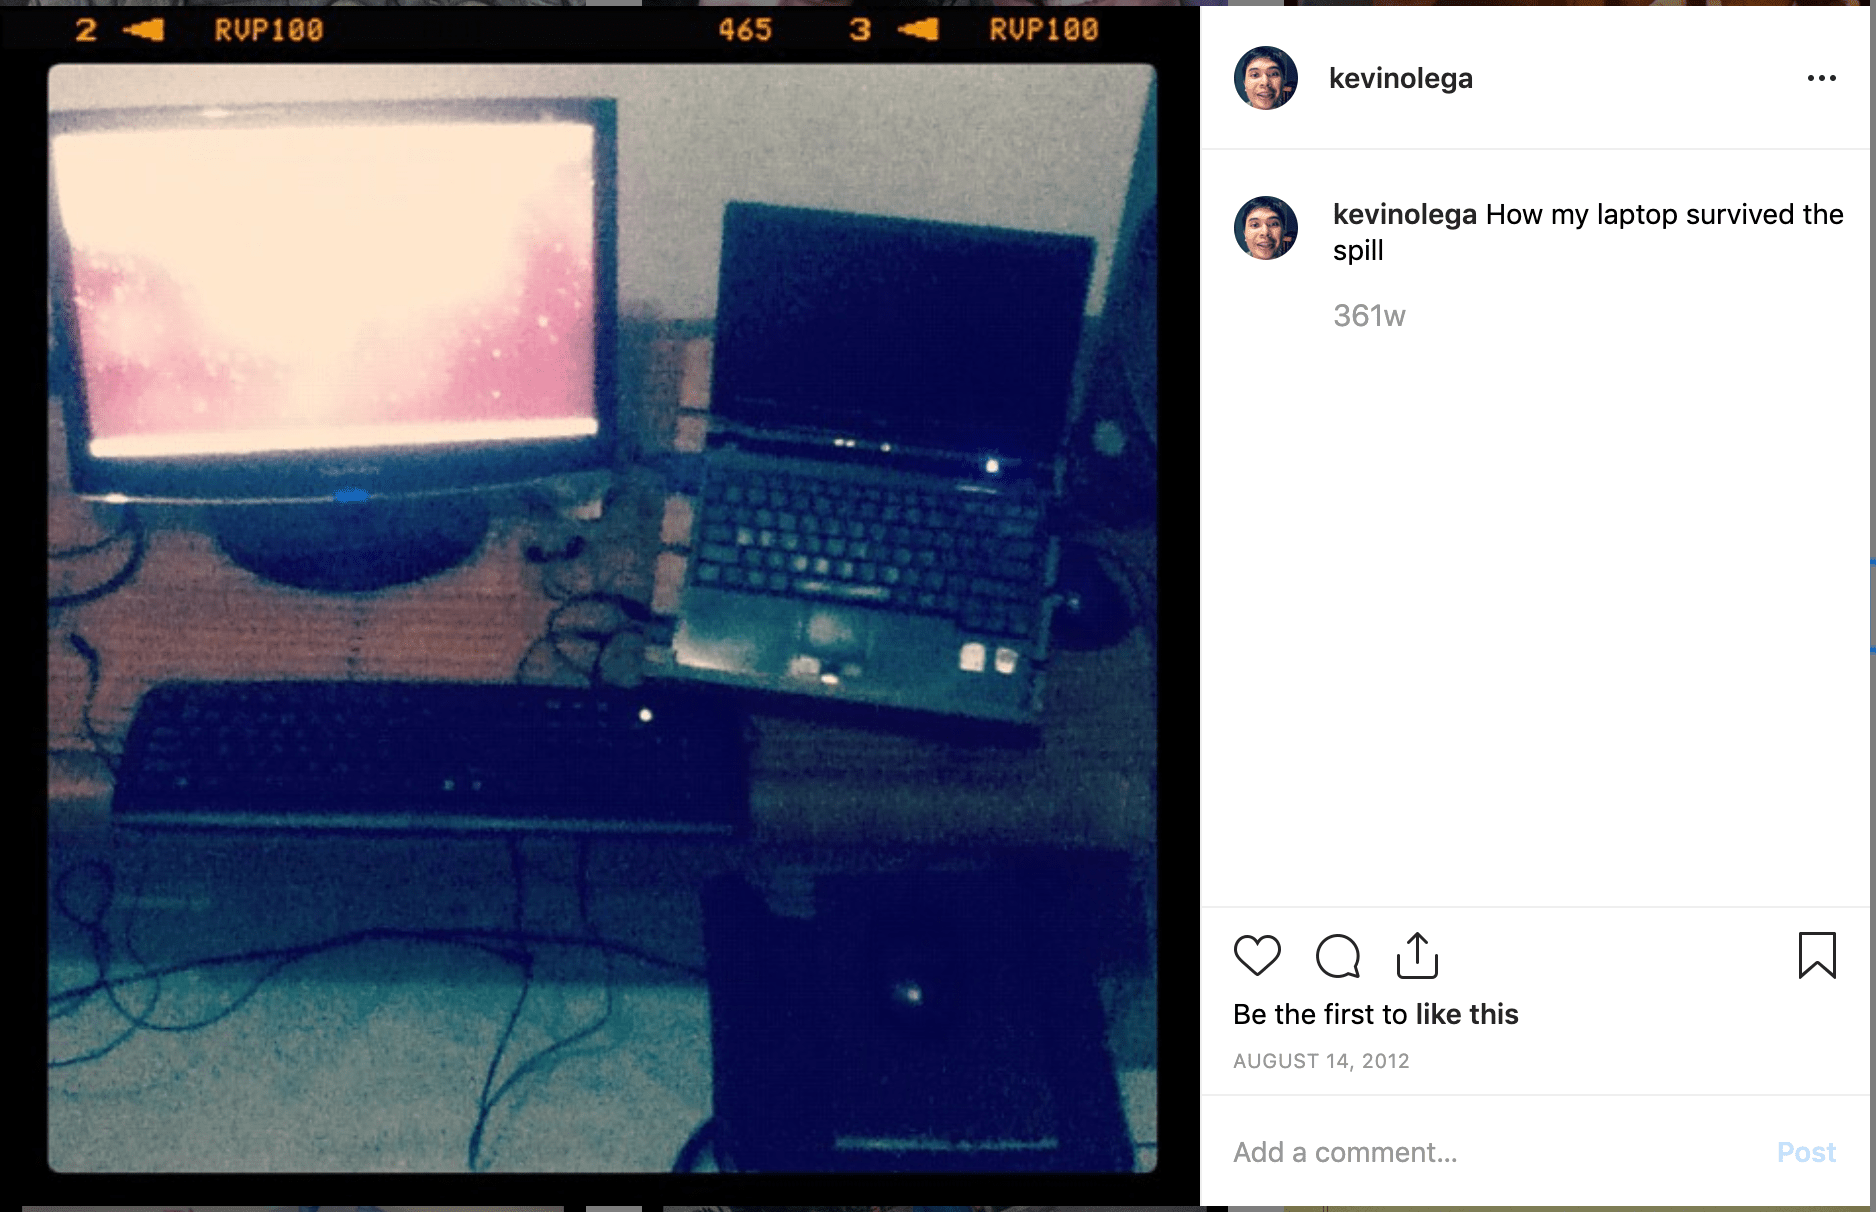 2 RVP100 465 3 RVP100
kevinolega
kevinolega How my laptop survived the
spill
361w
Be the first to like this
AUGUST 14, 2012
Add a comment...
Post